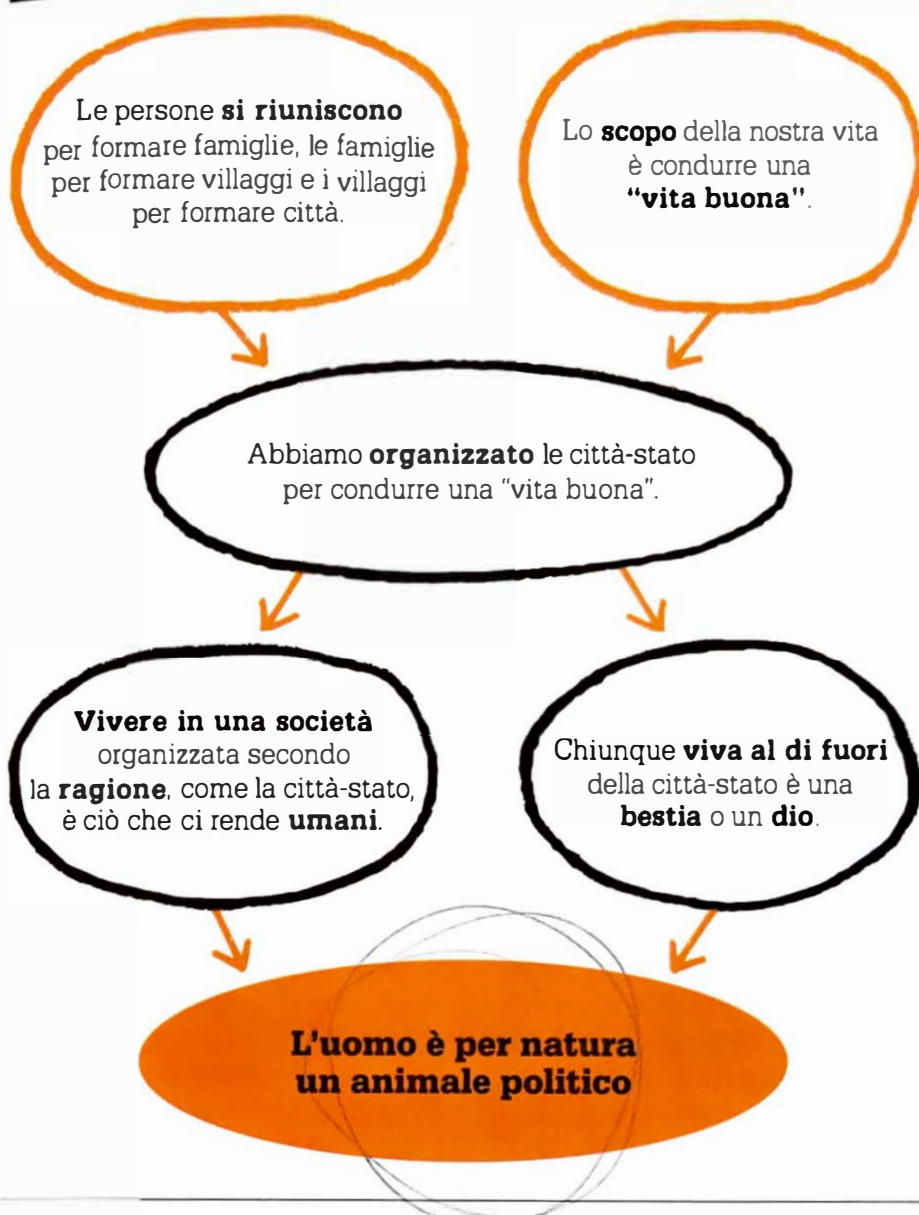 Le persone si riuniscono
per formare famiglie, le famiglie
per formare villaggi e i villaggi
per formare città.
Lo scopo della nostra vita
è condurre una
“vita buona”.
Abbiamo organizzato le città-stato
per condurre una “vita buona”.
Vivere in una società
organizzata secondo
la ragione, come la città-stato,
è ciò che ci rende umani.
Chiunque viva al di fuori
della città-stato è una
bestia o un dio.
L'uomo è per natura
un animale politico